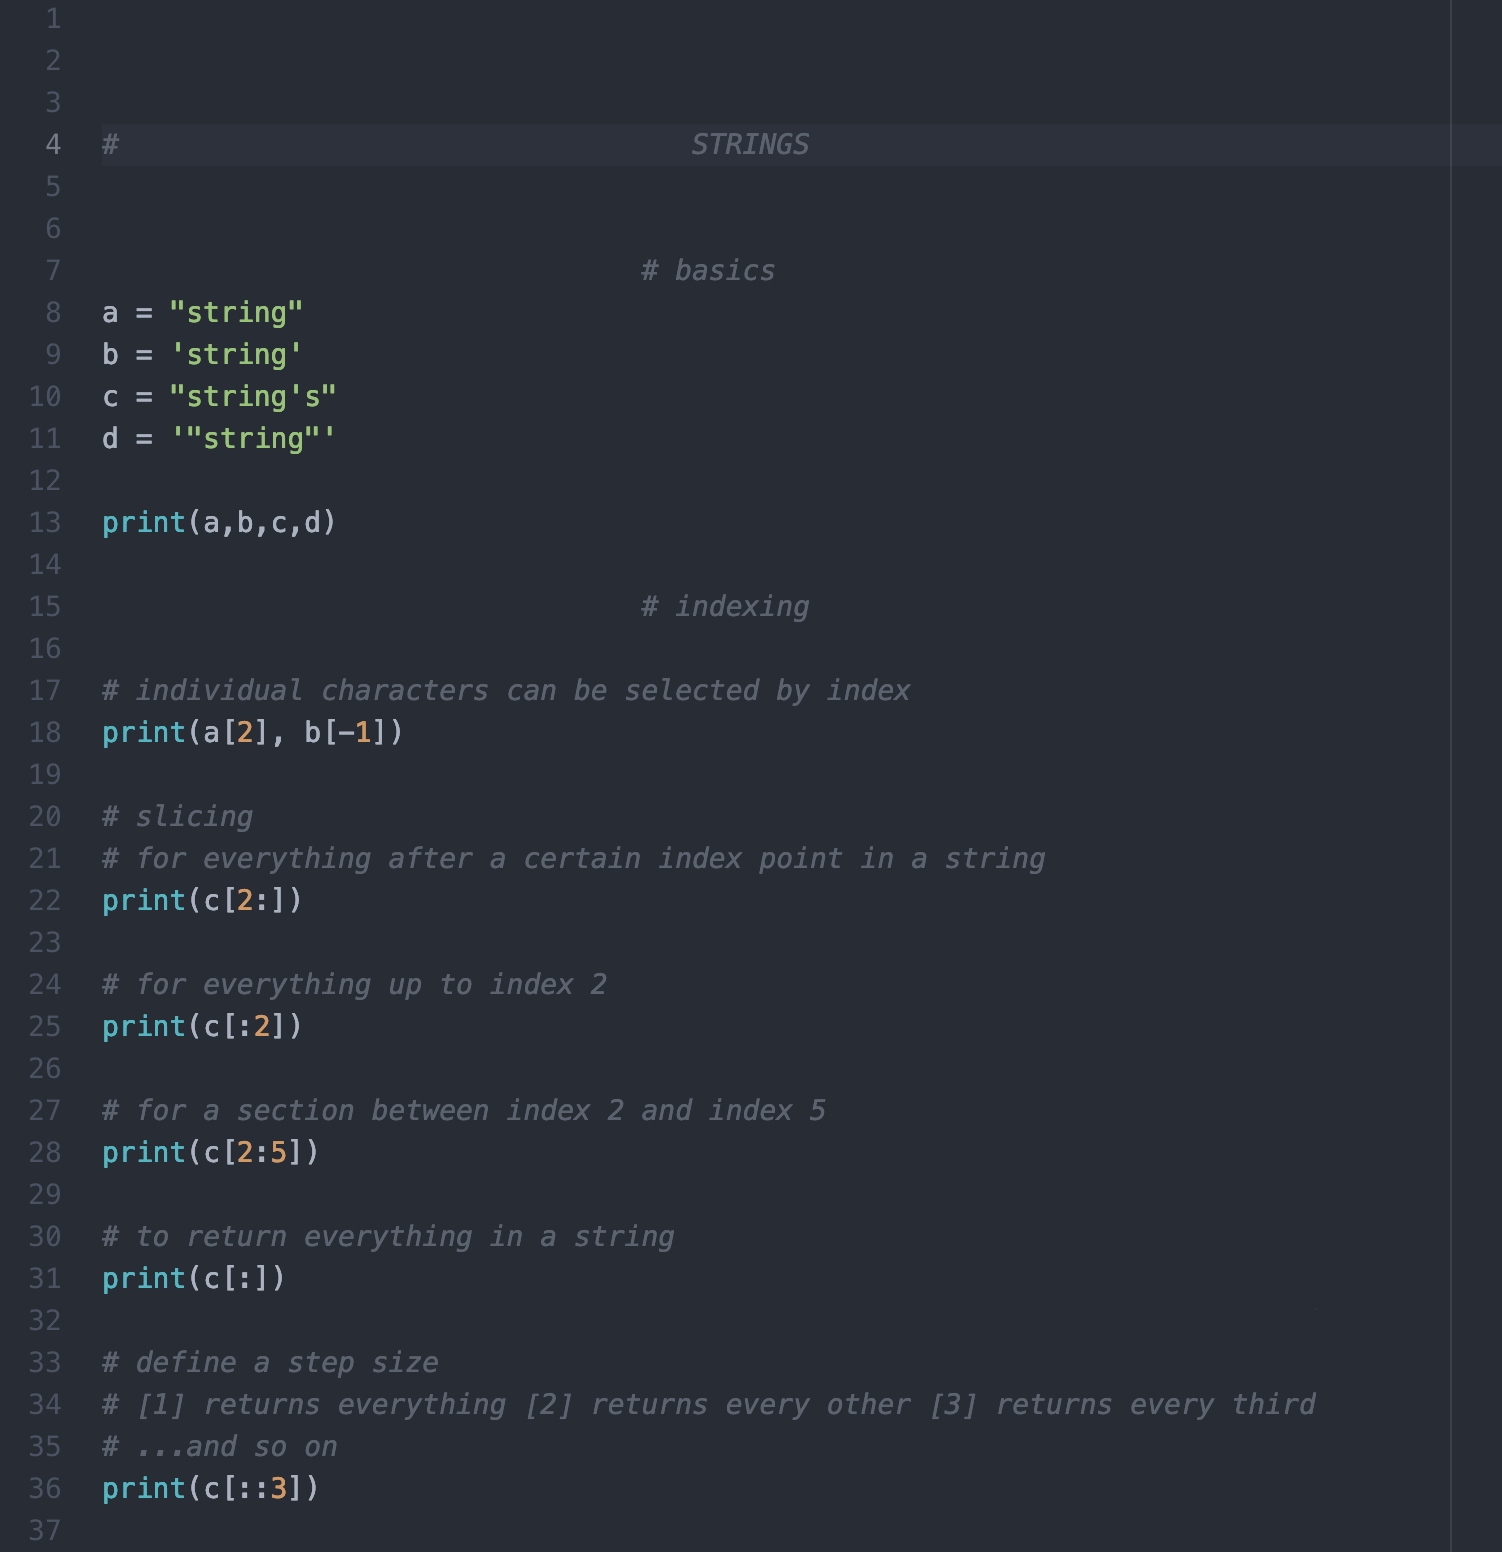 1
2
3
4 # STRINGS
5
6
7 # basics
8 a = "string"
9 b = 'string'
10 c = "string's"
11 d = '"string"'
12
13 print(a,b,c,d)
14
15 # indexing
16
17 # individual characters can be selected by index
18 print(a[2], b[-1])
19
20 # slicing
21 # for everything after a certain index point in a string
22 print(c[2:])
23
24 # for everything up to index 2
25 print(c[:2])
26
27 # for a section between index 2 and index 5
28 print(c[2:5])
29
30 # to return everything in a string
31 print(c[:])
32
33 # define a step size
34 # [1] returns everything [2] returns every other [3] returns every third
35 # ...and so on
36 print(c[::3])
37